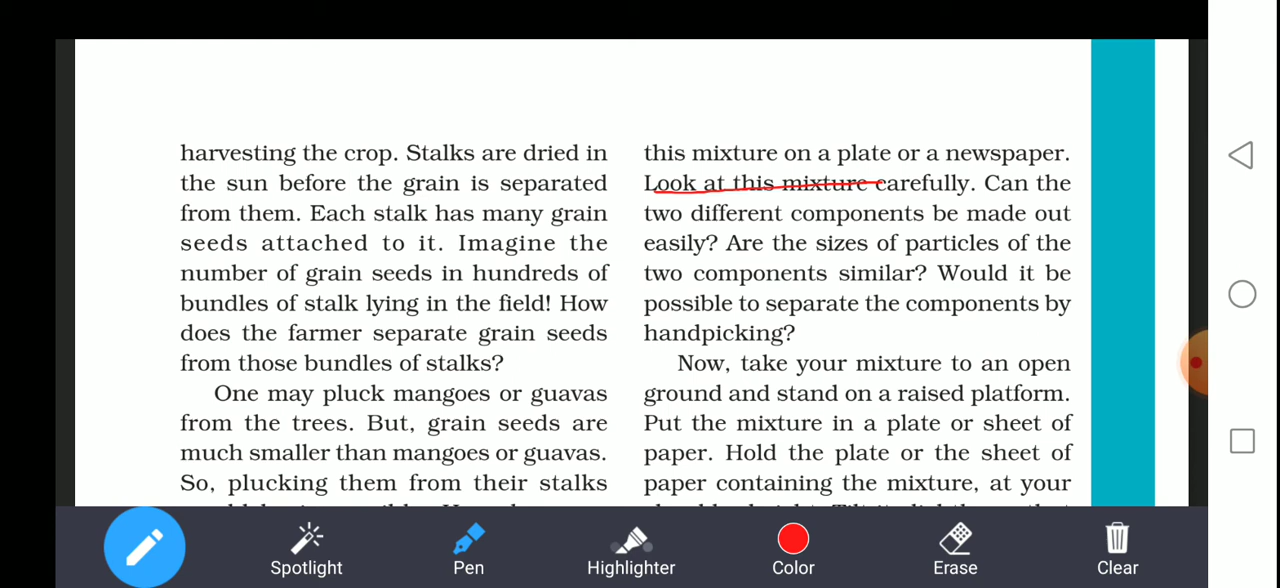 harvesting the crop. Stalks are dried in
the sun before the grain is separated
from them. Each stalk has many grain
seeds attached to it. Imagine the
number of grain seeds in hundreds of
bundles of stalk lying in the field! How
does the farmer separate grain seeds
from those bundles of stalks?
One may pluck mangoes or guavas
from the trees. But, grain seeds are
much smaller than mangoes or guavas.
So, plucking them from their stalks
this mixture on a plate or a newspaper.
Look at this mixture carefully. Can the
two different components be made out
easily? Are the sizes of particles of the
two components similar? Would it be
possible to separate the components by
handpicking?
Now, take your mixture to an open
ground and stand on a raised platform.
Put the mixture in a plate or sheet of
paper. Hold the plate or the sheet of
paper containing the mixture, at your
Spotlight
Pen
Highlighter
Color
Erase
Clear